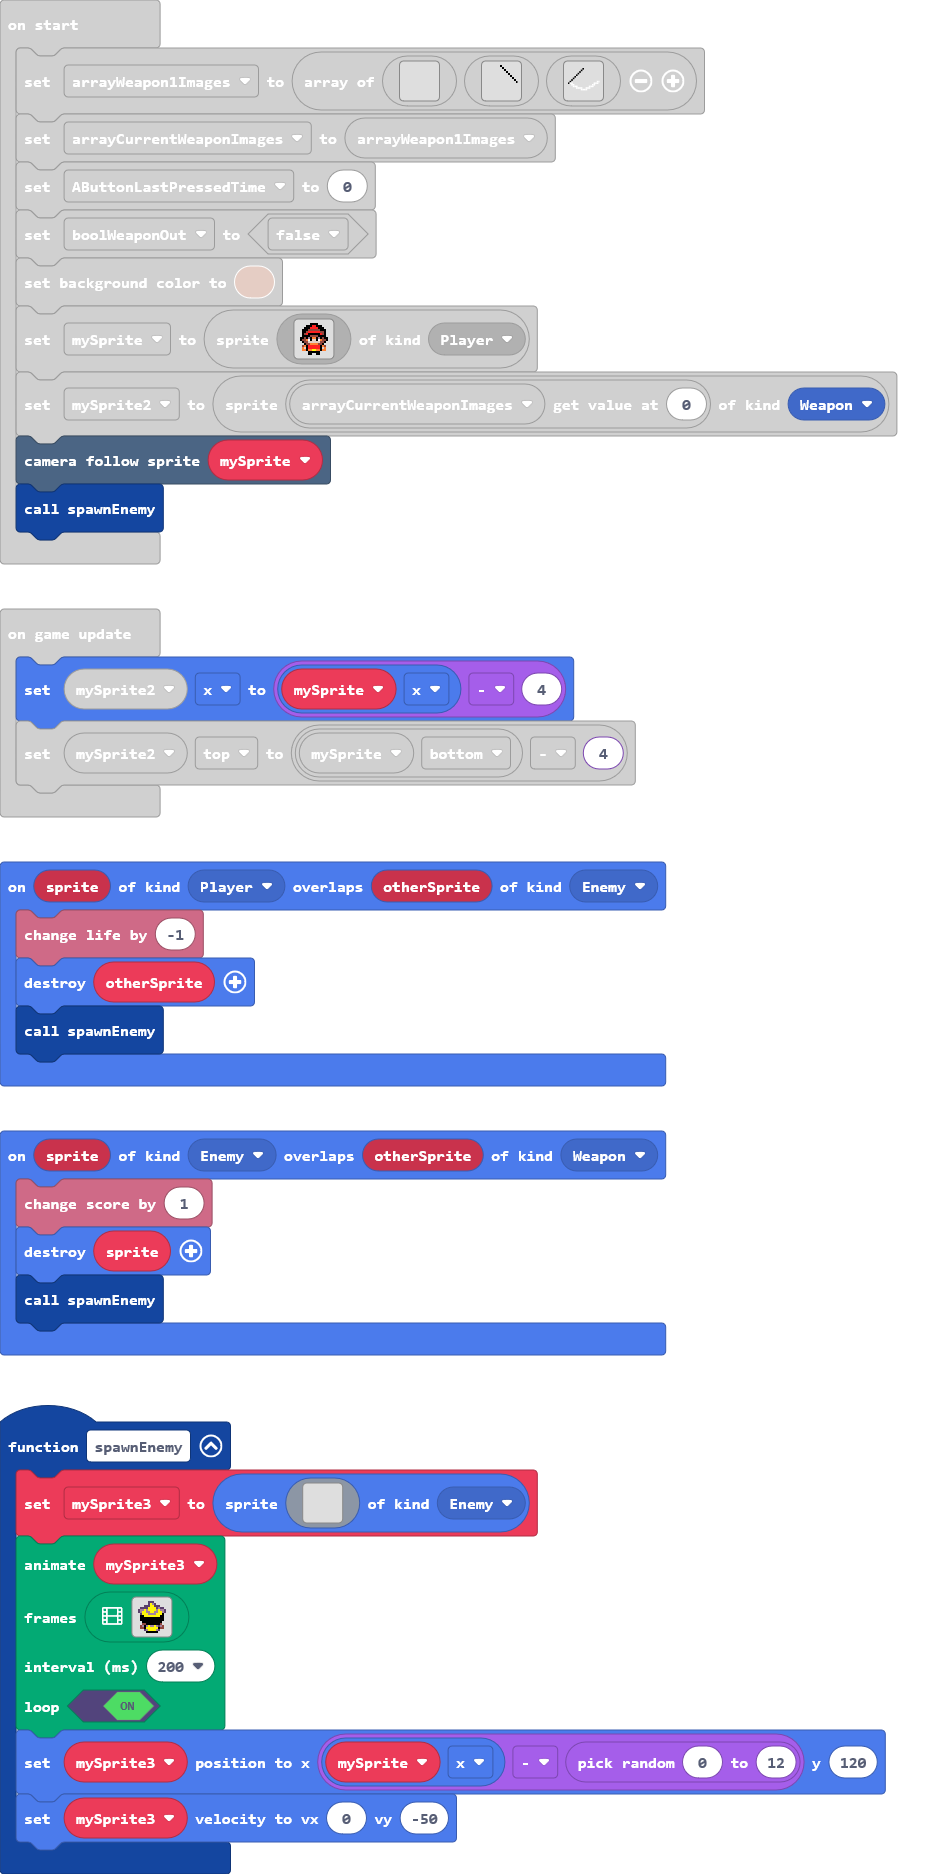 on start
set arrayWeapon1Images to array of
set arrayCurrentWeaponImages to arrayWeapon1Images
set AButtonLastPressedTime to 0
set boolWeaponOut to false
set background color to
set mySprite to sprite of kind Player
set mySprite2 to sprite arrayCurrentWeaponImages get value at 0 of kind Weapon
camera follow sprite mySprite
call spawnEnemy
on game update
set mySprite2 x to mySprite x - 4
set mySprite2 top to mySprite bottom - 4
on sprite of kind Player overlaps otherSprite of kind Enemy
change life by -1
destroy otherSprite
call spawnEnemy
on sprite of kind Enemy overlaps otherSprite of kind Weapon
change score by 1
destroy sprite
call spawnEnemy
function spawnEnemy
set mySprite3 to sprite of kind Enemy
animate mySprite3
frames
interval (ms) 200
loop ON
set mySprite3 position to x mySprite x - pick random 0 to 12 y 120
set mySprite3 velocity to vx 0 vy -50